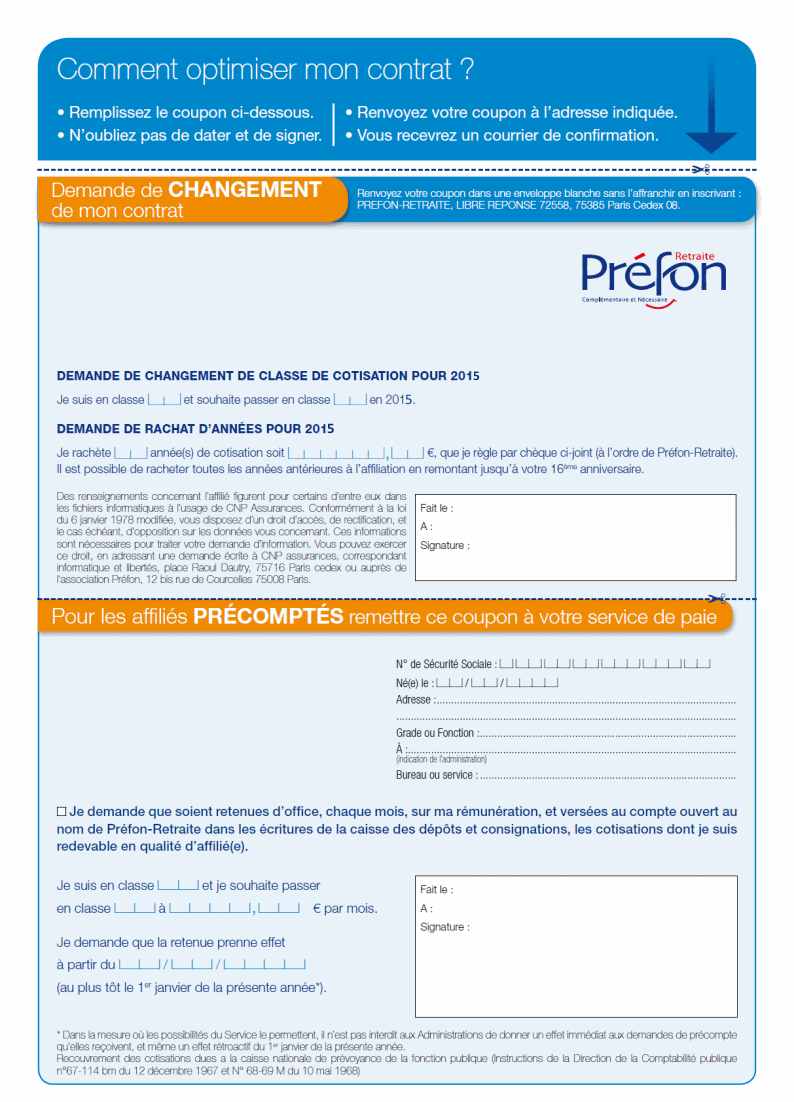 Comment optimiser mon contrat ?
• Remplissez le coupon ci-dessous.
• N'oubliez pas de dater et de signer.
• Renvoyez votre coupon à l'adresse indiquée.
• Vous recevrez un courrier de confirmation.
Demande de CHANGEMENT
de mon contrat
Renvoyez votre coupon dans une enveloppe blanche sans l'affranchir en inscrivant :
PREFON-RETRAITE, LIBRE REPONSE 72558, 75385 Paris Cedex 08.
Préfon Retraite
Complémentaire et Nécessaire
DEMANDE DE CHANGEMENT DE CLASSE DE COTISATION POUR 2015
Je suis en classe et souhaite passer en classe en 2015.
DEMANDE DE RACHAT D'ANNÉES POUR 2015
Je rachète année(s) de cotisation soit , €, que je règle par chèque ci-joint (à l'ordre de Préfon-Retraite).
Il est possible de racheter toutes les années antérieures à l'affiliation en remontant jusqu'à votre 16ème anniversaire.
Des renseignements concernant l'affilié figurent pour certains d'entre eux dans
les fichiers informatiques à l'usage de CNP Assurances. Conformément à la loi
du 6 janvier 1978 modifiée, vous disposez d'un droit d'accès, de rectification, et
le cas échéant, d'opposition sur les données vous concernant. Ces informations
sont nécessaires pour traiter votre demande d'information. Vous pouvez exercer
ce droit, en adressant une demande écrite à CNP assurances, correspondant
informatique et libertés, place Raoul Dautry, 75716 Paris cedex ou auprès de
l'association Préfon, 12 bis rue de Courcelles 75008 Paris.
Fait le :
A :
Signature :
Pour les affiliés PRÉCOMPTÉS remettre ce coupon à votre service de paie
N° de Sécurité Sociale :
Né(e) le : / /
Adresse :
Grade ou Fonction :
À :
(indication de l'administration)
Bureau ou service :
Je demande que soient retenues d'office, chaque mois, sur ma rémunération, et versées au compte ouvert au
nom de Préfon-Retraite dans les écritures de la caisse des dépôts et consignations, les cotisations dont je suis
redevable en qualité d'affilié(e).
Je suis en classe et je souhaite passer
en classe à , € par mois.
Je demande que la retenue prenne effet
à partir du / /
(au plus tôt le 1er janvier de la présente année*).
Fait le :
A :
Signature :
* Dans la mesure où les possibilités du Service le permettent, il n'est pas interdit aux Administrations de donner un effet immédiat aux demandes de précompte
qu'elles reçoivent, et même un effet rétroactif du 1er janvier de la présente année.
Recouvrement des cotisations dues a la caisse nationale de prévoyance de la fonction publique (Instructions de la Direction de la Comptabilité publique
n°67-114 bm du 12 décembre 1967 et N° 68-69 M du 10 mai 1968)